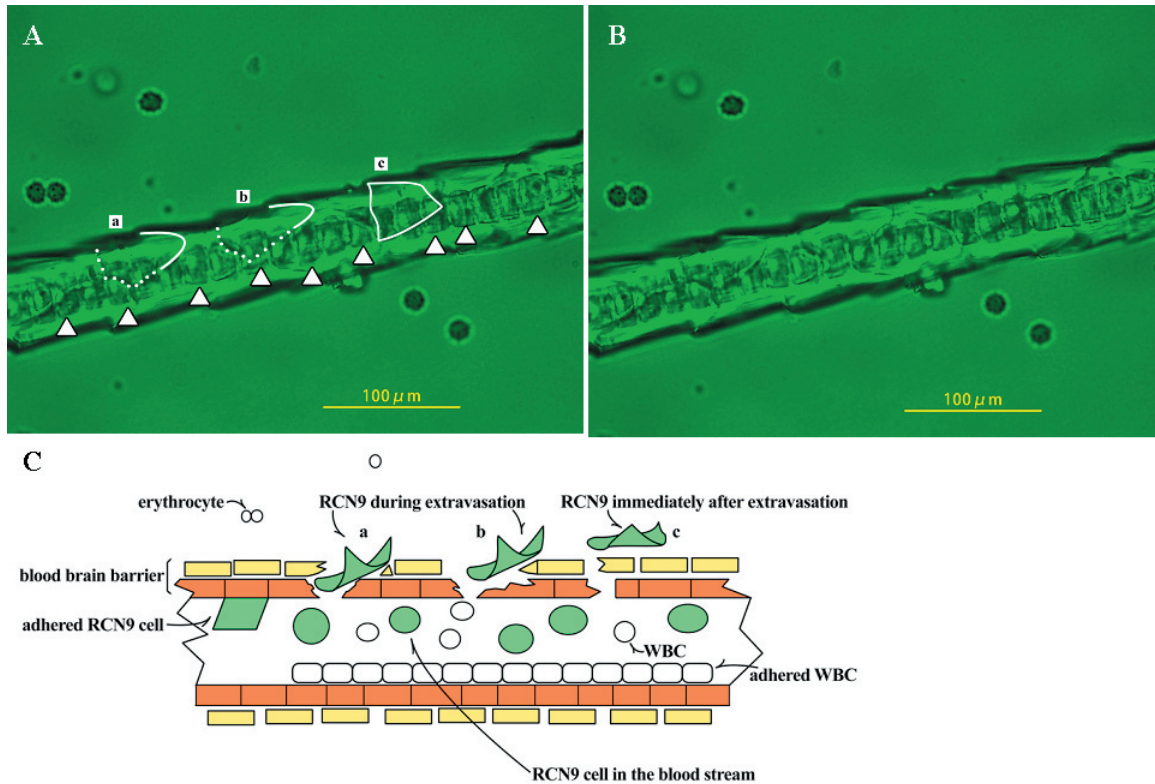 A
a
b
c
100 μm
B
100 μm
C
erythrocyte
RCN9 during extravasation
a
b
RCN9 immediately after extravasation
c
blood brain barrier
adhered RCN9 cell
WBC
adhered WBC
RCN9 cell in the blood stream